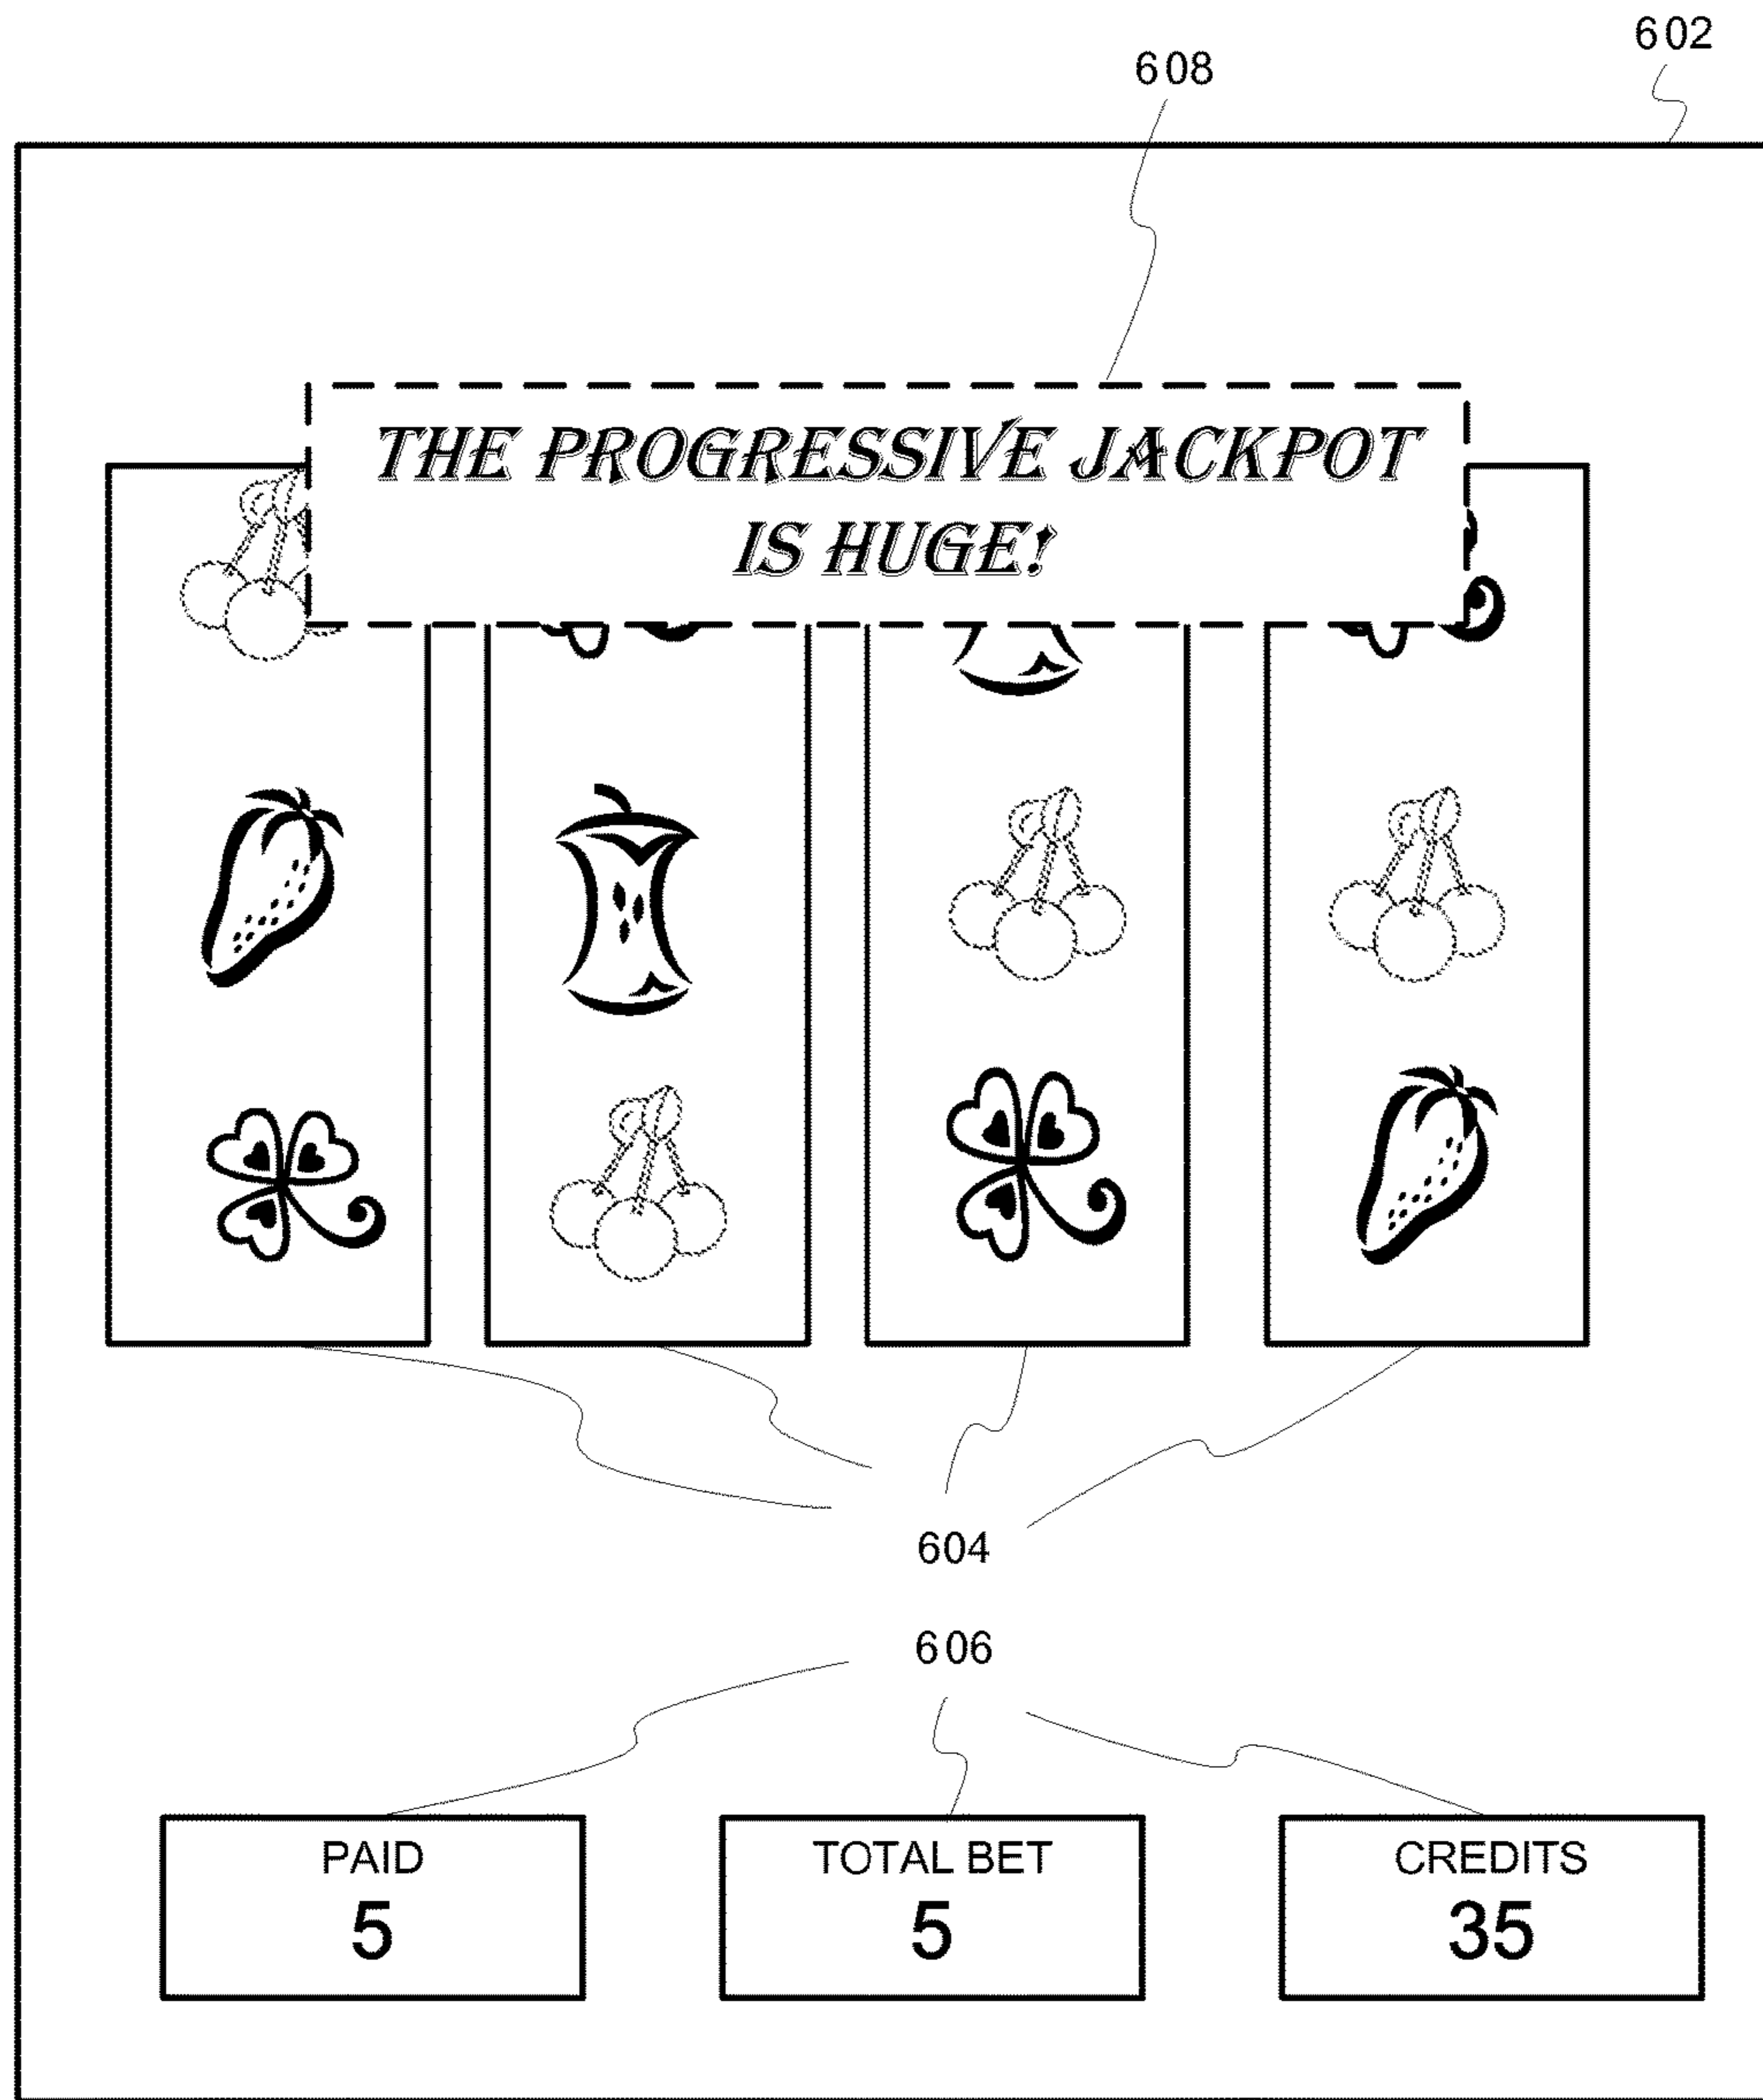 602
608
THE PROGRESSIVE JACKPOT
IS HUGE!
604
606
PAID
5
TOTAL BET
5
CREDITS
35